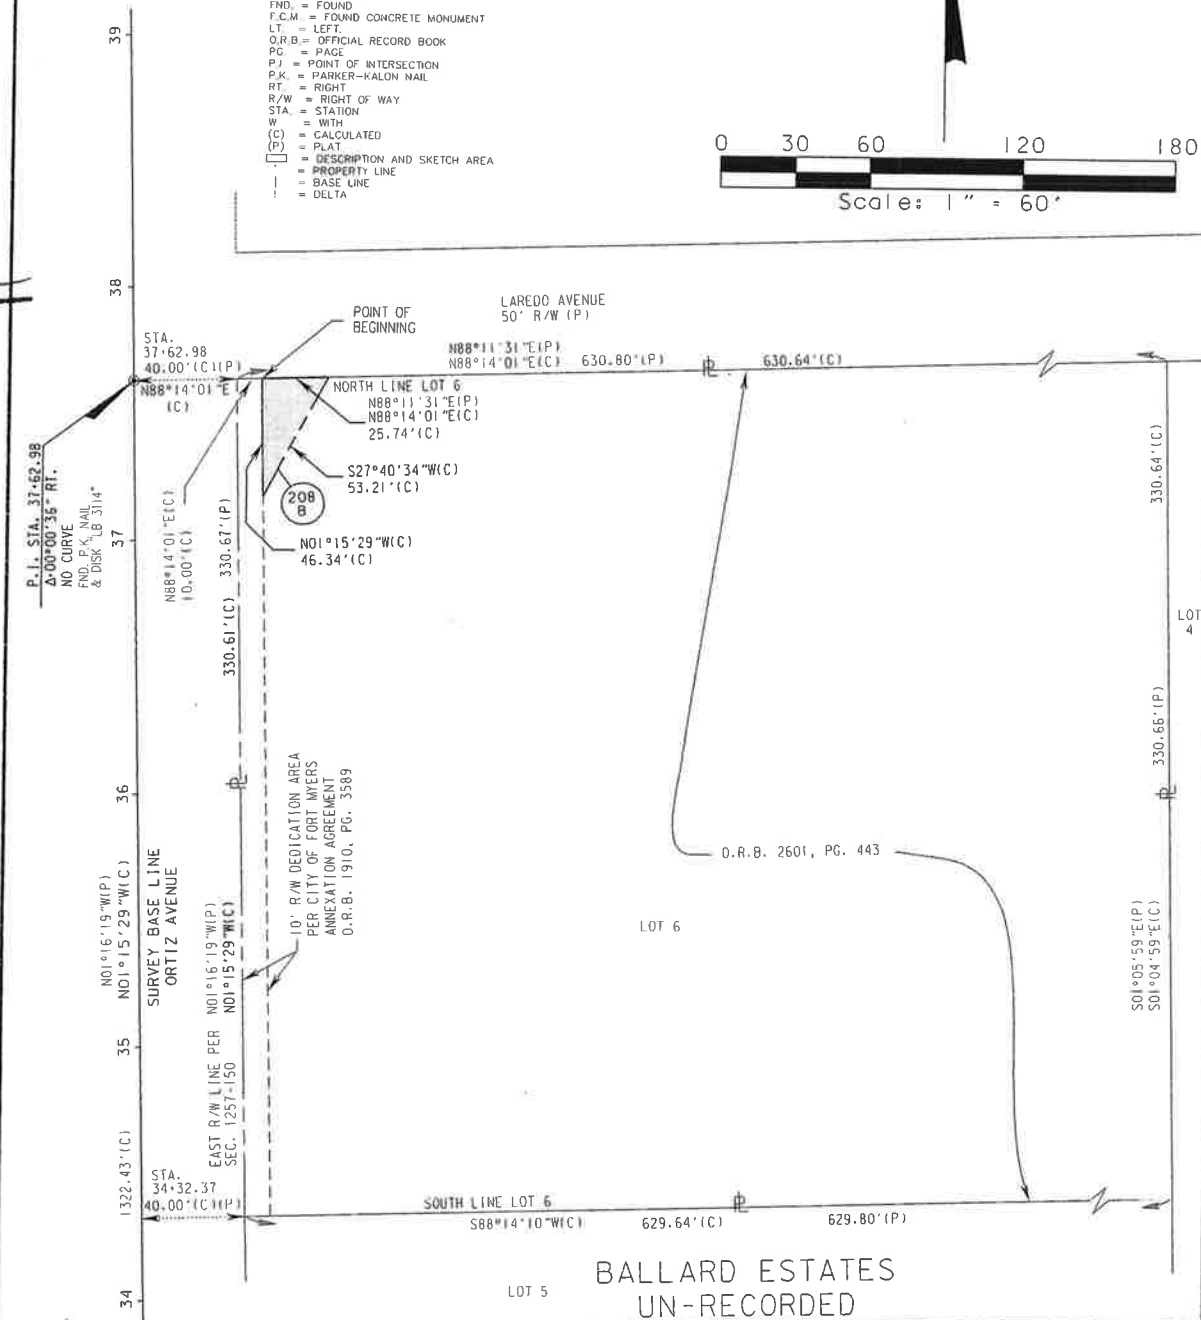 FND. = FOUND
F.C.M. = FOUND CONCRETE MONUMENT
LT. = LEFT.
O.R.B. = OFFICIAL RECORD BOOK
PG. = PAGE
P.I = POINT OF INTERSECTION
P.K. = PARKER-KALON NAIL
RT. = RIGHT
R/W = RIGHT OF WAY
STA. = STATION
W = WITH
(C) = CALCULATED
(P) = PLAT
= DESCRIPTION AND SKETCH AREA
= PROPERTY LINE
= BASE LINE
= DELTA
0 30 60 120 180
Scale: 1" = 60'
39
38
37
36
35
34
POINT OF
BEGINNING
LAREDO AVENUE
50' R/W (P)
STA.
37+62.98
40.00'(C)(P)
N88°14'01"E
(C)
N88°11'31"E(P)
N88°14'01"E(C) 630.80'(P) 630.64'(C)
NORTH LINE LOT 6
N88°11'31"E(P)
N88°14'01"E(C)
25.74'(C)
S27°40'34"W(C)
53.21'(C)
208
B
N01°15'29"W(C)
46.34'(C)
P.I. STA. 37+62.98
Δ=00°00'36" RT.
NO CURVE
FND. P.K. NAIL
& DISK "LB 3114"
N88°14'01"E(C)
10.00'(C)
330.67'(P)
330.61'(C)
330.64'(C)
330.66'(P)
LOT
4
10' R/W DEDICATION AREA
PER CITY OF FORT MYERS
ANNEXATION AGREEMENT
O.R.B. 1910, PG. 3589
O.R.B. 2601, PG. 443
LOT 6
N01°16'19"W(P)
N01°15'29"W(C)
SURVEY BASE LINE
ORTIZ AVENUE
EAST R/W LINE PER N01°16'19"W(P)
SEC. 1257-150 N01°15'29"W(C)
S01°05'59"E(P)
S01°04'59"E(C)
1322.43'(C)
STA.
34+32.37
40.00'(C)(P)
SOUTH LINE LOT 6
S88°14'10"W(C) 629.64'(C) 629.80'(P)
LOT 5
BALLARD ESTATES
UN-RECORDED